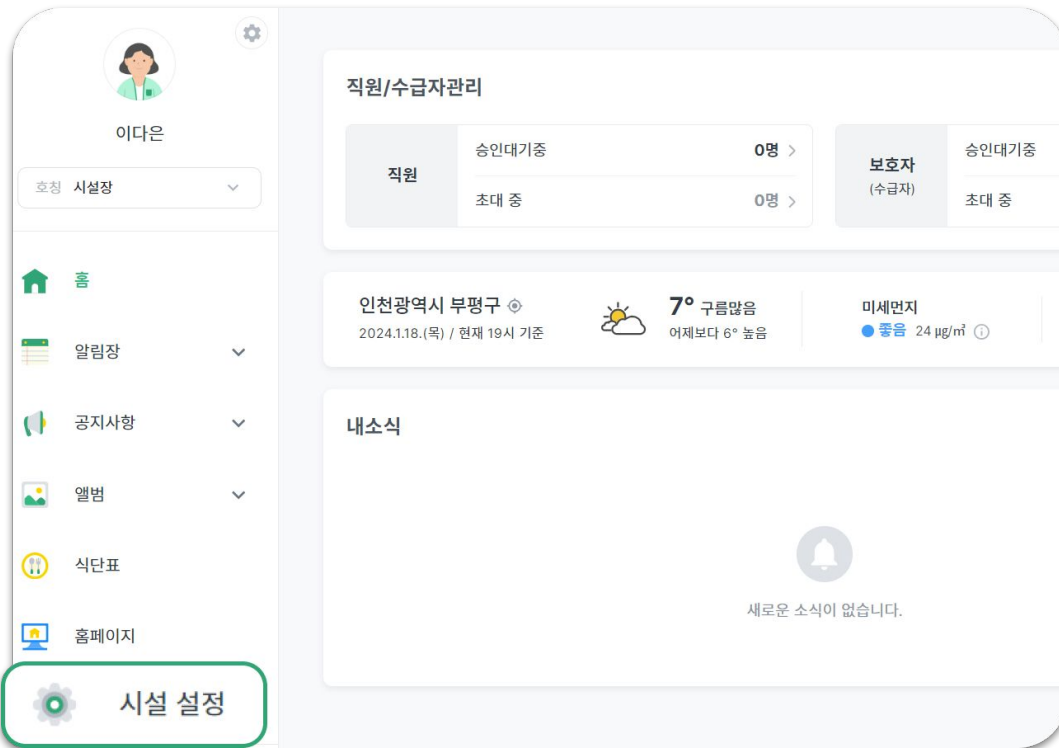 이다은
호칭 시설장
홈
알림장
공지사항
앨범
식단표
홈페이지
시설 설정
직원/수급자관리
직원
승인대기중 0명
초대 중 0명
보호자
(수급자)
승인대기중
초대 중
인천광역시 부평구
2024.1.18.(목) / 현재 19시 기준
7° 구름많음
어제보다 6° 높음
미세먼지
좋음 24 ㎍/㎥
내소식
새로운 소식이 없습니다.